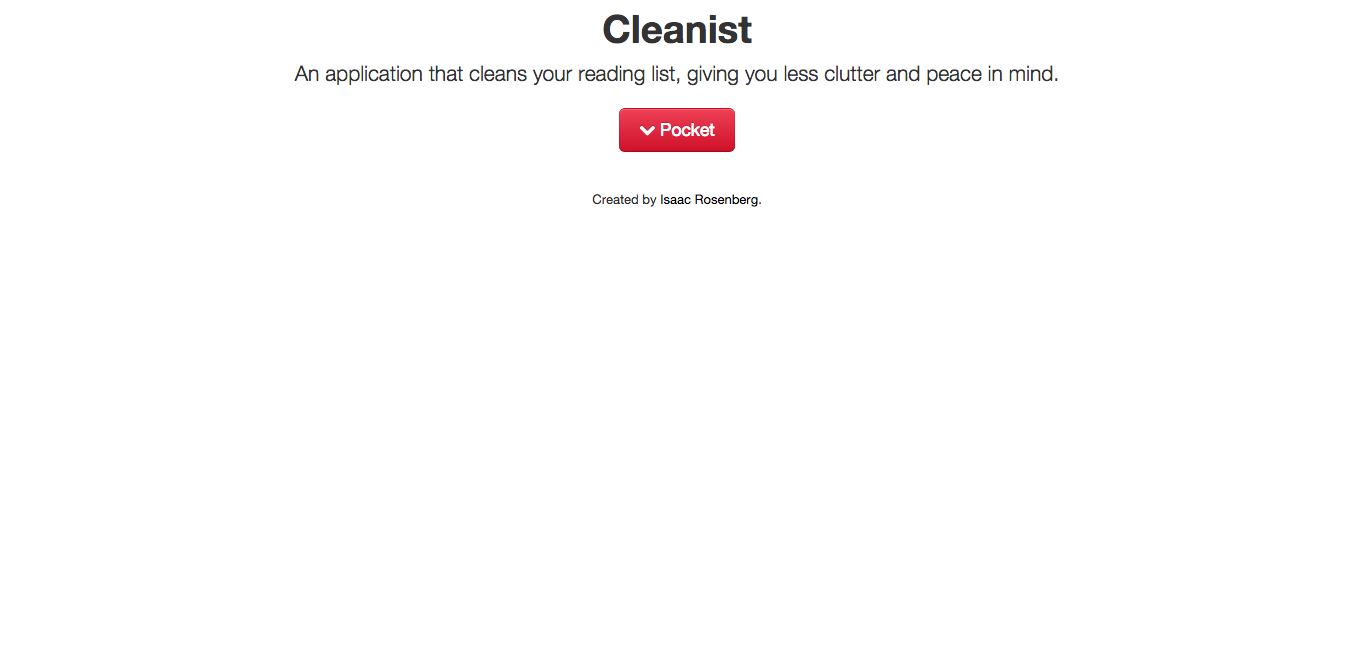 Cleanist
An application that cleans your reading list, giving you less clutter and peace in mind.
Pocket
Created by Isaac Rosenberg.